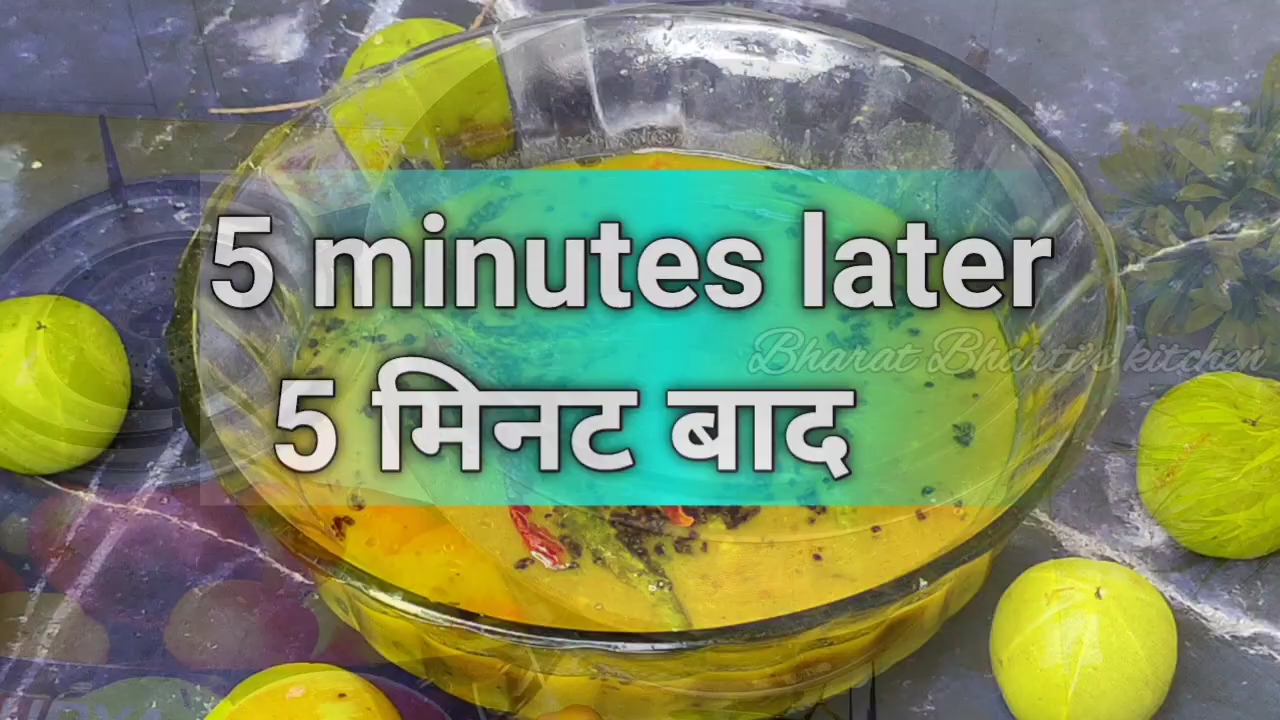 5 minutes later
Bharat Bharti's kitchen
5 मिनट बाद